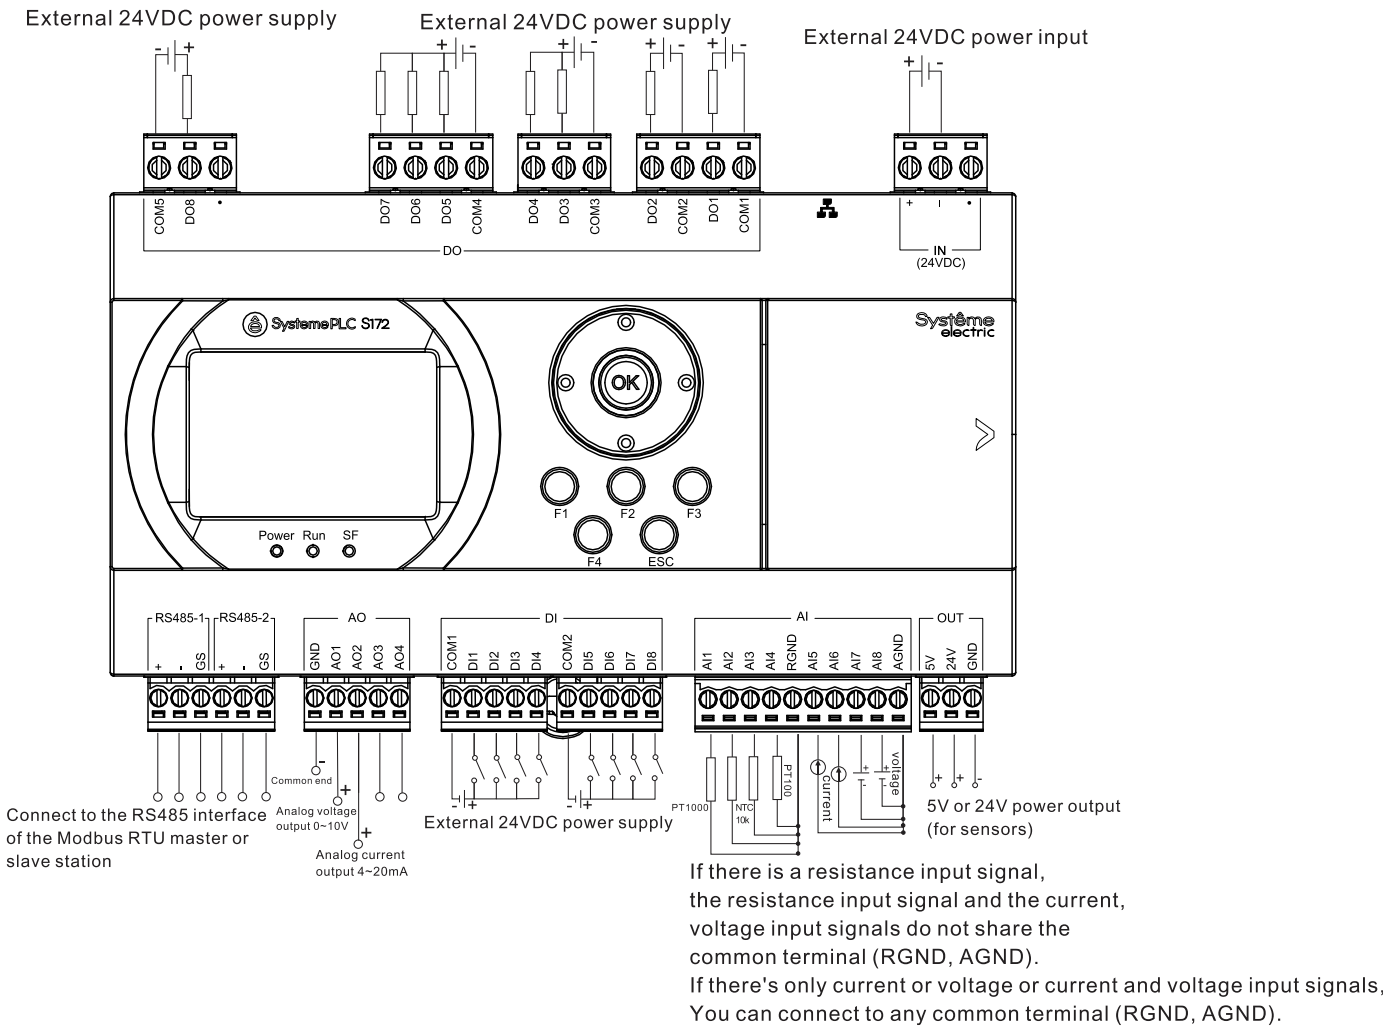 External 24VDC power supply
External 24VDC power supply
External 24VDC power input
- +
+ -
+ -
+ -
+ -
+ -
COM5 DO8 •
DO7 DO6 DO5 COM4
DO4 DO3 COM3
DO2 COM2 DO1 COM1
+ – •
DO
IN
(24VDC)
SystemePLC S172
Système
electric
OK
F1 F2 F3
F4 ESC
Power Run SF
RS485-1 RS485-2 AO DI AI OUT
+ - GS + - GS
GND AO1 AO2 AO3 AO4
COM1 DI1 DI2 DI3 DI4
COM2 DI5 DI6 DI7 DI8
AI1 AI2 AI3 AI4 RGND AI5 AI6 AI7 AI8 AGND
5V 24V GND
-
Common end
+
Analog voltage
output 0~10V
+
Analog current
output 4~20mA
Connect to the RS485 interface
of the Modbus RTU master or
slave station
- +
- +
External 24VDC power supply
PT1000
NTC
10k
PT100
current
+ -
+ -
voltage
+ + -
5V or 24V power output
(for sensors)
If there is a resistance input signal,
the resistance input signal and the current,
voltage input signals do not share the
common terminal (RGND, AGND).
If there's only current or voltage or current and voltage input signals,
You can connect to any common terminal (RGND, AGND).